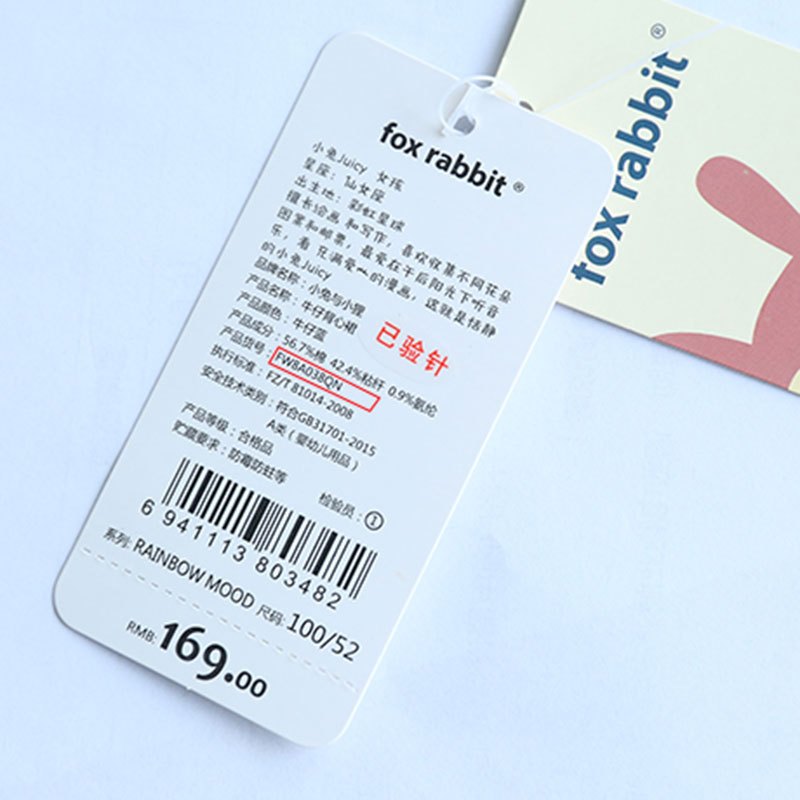 fox rabbit ®
小兔Juicy 女孩
星座：仙女座
出生地：彩虹星球
擅长绘画和写作，喜欢收集不同花朵
图案和邮票，最爱在午后阳光下听音
乐，看充满爱的漫画，这就是恬静
的小兔Juicy
品牌名称：小兔与小狸
产品名称：牛仔背心裙
产品颜色：牛仔蓝
产品成分：56.7%棉 42.4%粘纤 0.9%氨纶
产品货号：FW8A038QN
执行标准：FZ/T 81014-2008
安全技术类别：符合GB31701-2015
A类（婴幼儿用品）
产品等级：合格品
贮藏要求：防霉防蛀等
检验员：①
已验针
6 941113 803482
系列: RAINBOW MOOD 尺码: 100/52
RMB: 169.00
fox rabbit ®